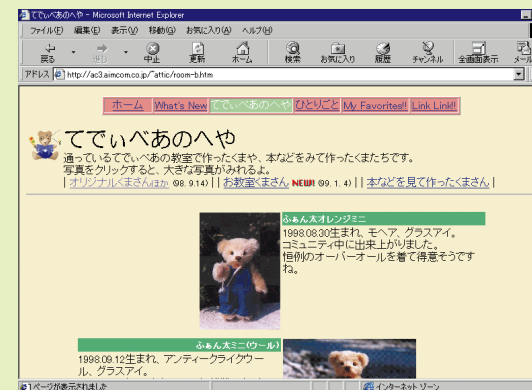 てでぃべあのへや - Microsoft Internet Explorer
ファイル(F) 編集(E) 表示(V) 移動(G) お気に入り(A) ヘルプ(H)
戻る 進む 中止 更新 ホーム 検索 お気に入り 履歴 チャンネル 全画面表示 メール
アドレス http://ac3.aimcom.co.jp/~attic/room-b.htm
ホーム What's New てでぃべあのへや ひとりごと My Favorites!! Link Link!!
てでぃべあのへや
通っているてでぃべあの教室で作ったくまや、本などをみて作ったくまたちです。
写真をクリックすると、大きな写真がみれるよ。
| オリジナルくまさんほか (98. 9.14) | | お教室くまさん NEW! (99. 1. 4) | | 本などを見て作ったくまさん |
ふぁん太オレンジミニ
1998.08.30生まれ、モヘア、グラスアイ。
コミュニティ中に出来上がりました。
恒例のオーバーオールを着て得意そうです
ね。
ふぁん太ミニ(ウール)
1998.09.12生まれ、アンティークライクウー
ル、グラスアイ。
ページが表示されました インターネット ゾーン